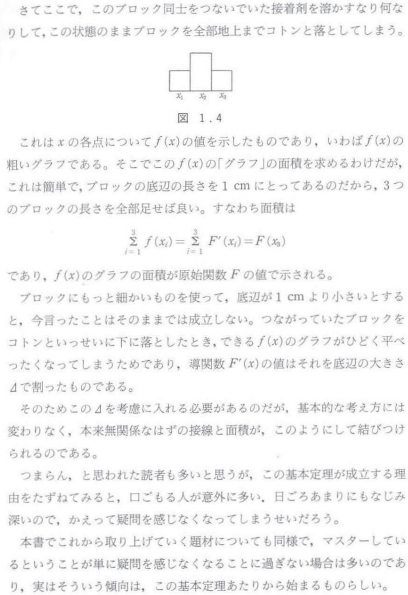 さてここで，このブロック同士をつないでいた接着剤を溶かすなり何な
りして，この状態のままブロックを全部地上までコトンと落としてしまう。
x₁ x₂ x₃
図 1.4
これは x の各点について f(x) の値を示したものであり，いわば f(x) の
粗いグラフである。そこでこの f(x) の「グラフ」の面積を求めるわけだが，
これは簡単で，ブロックの底辺の長さを 1 cm にとってあるのだから，3つ
のブロックの長さを全部足せば良い。すなわち面積は
3∑i=1 f(xᵢ) = 3∑i=1 F′(xᵢ) = F(x₃)
であり，f(x) のグラフの面積が原始関数 F の値で示される。
ブロックにもっと細かいものを使って，底辺が 1 cm より小さいとする
と，今言ったことはそのままでは成立しない。つながっていたブロックを
コトンといっせいに下に落としたとき，できる f(x) のグラフがひどく平べ
ったくなってしまうためであり，導関数 F′(x) の値はそれを底辺の大きさ
Δ で割ったものである。
そのためこの Δ を考慮に入れる必要があるのだが，基本的な考え方には
変わりなく，本来無関係なはずの接線と面積が，このようにして結びつけ
られるのである。
つまらん，と思われた読者も多いと思うが，この基本定理が成立する理
由をたずねてみると，口ごもる人が意外に多い．日ごろあまりにもなじみ
深いので，かえって疑問を感じなくなってしまうせいだろう。
本書でこれから取り上げていく題材についても同様で，マスターしてい
るということが単に疑問を感じなくなることに過ぎない場合は多いのであ
り，実はそういう傾向は，この基本定理あたりから始まるものらしい。